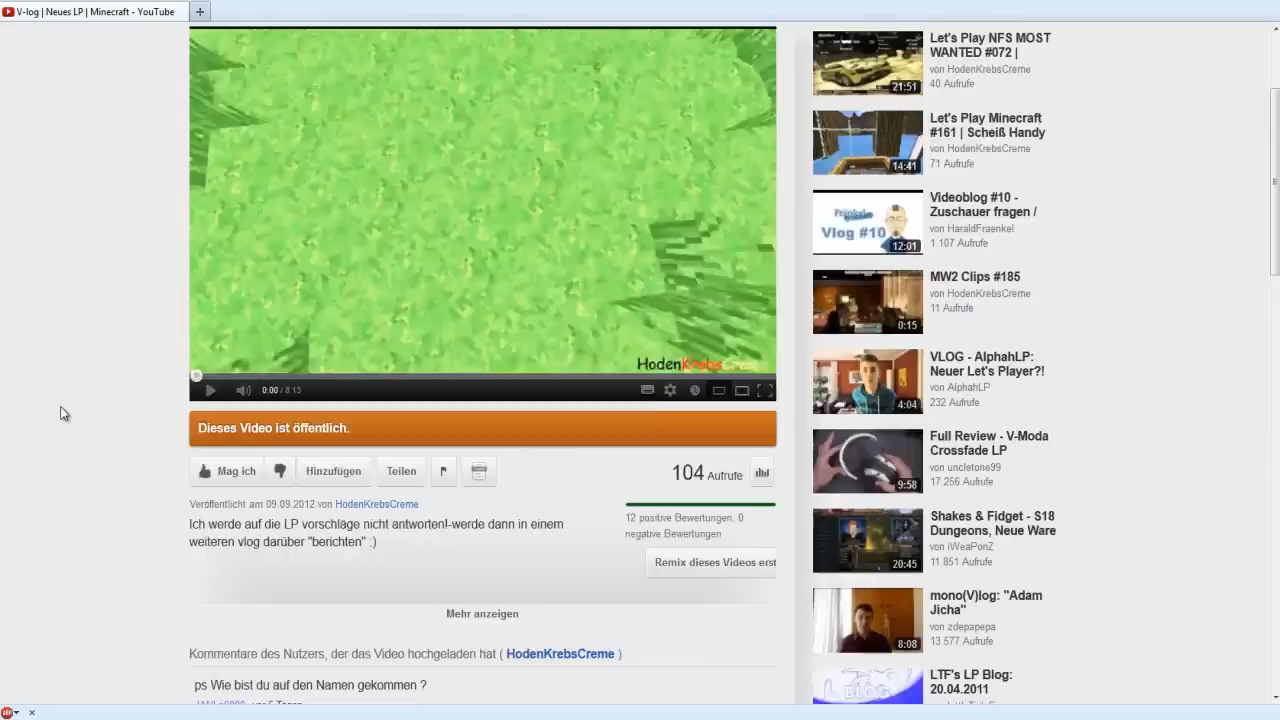 V-log | Neues LP | Minecraft - YouTube
HodenKrebsCreme
0:00 / 8:13
Dieses Video ist öffentlich.
Mag ich
Hinzufügen
Teilen
104 Aufrufe
Veröffentlicht am 09.09.2012 von HodenKrebsCreme
Ich werde auf die LP vorschläge nicht antworten!-werde dann in einem
weiteren vlog darüber "berichten" :)
12 positive Bewertungen, 0
negative Bewertungen
Remix dieses Videos erst
Mehr anzeigen
Kommentare des Nutzers, der das Video hochgeladen hat ( HodenKrebsCreme )
ps Wie bist du auf den Namen gekommen ?
21:51
Let's Play NFS MOST
WANTED #072 |
von HodenKrebsCreme
40 Aufrufe
14:41
Let's Play Minecraft
#161 | Scheiß Handy
von HodenKrebsCreme
71 Aufrufe
Vlog #10
12:01
Videoblog #10 -
Zuschauer fragen /
von HaraldFraenkel
1.107 Aufrufe
0:15
MW2 Clips #185
von HodenKrebsCreme
11 Aufrufe
4:04
VLOG - AlphahLP:
Neuer Let's Player?!
von AlphahLP
232 Aufrufe
9:58
Full Review - V-Moda
Crossfade LP
von uncletone99
17.256 Aufrufe
20:45
Shakes & Fidget - S18
Dungeons, Neue Ware
von iWeaPonZ
11.851 Aufrufe
8:08
mono(V)log: "Adam
Jicha"
von zdepapepa
13.577 Aufrufe
LTF's LP Blog:
20.04.2011
ABP